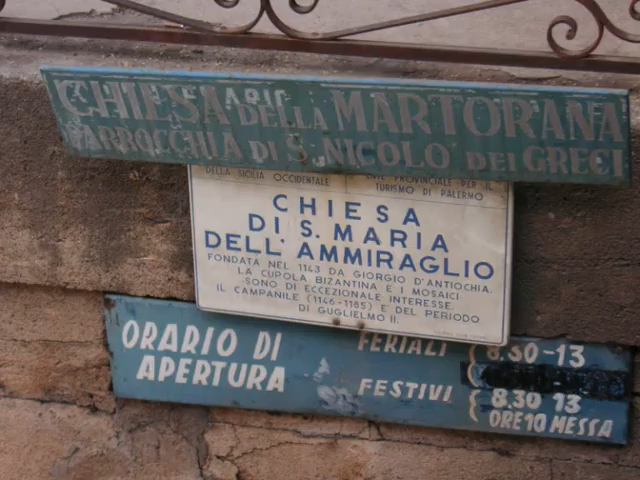 CHIESA DELLA MARTORANA
PARROCCHIA DI S. NICOLO DEI GRECI
DELLA SICILIA OCCIDENTALE
ENTE PROVINCIALE PER IL
TURISMO DI PALERMO
CHIESA
DI S. MARIA
DELL' AMMIRAGLIO
FONDATA NEL 1143 DA GIORGIO D'ANTIOCHIA.
LA CUPOLA BIZANTINA E I MOSAICI
SONO DI ECCEZIONALE INTERESSE.
IL CAMPANILE (1146-1185) E DEL PERIODO
DI GUGLIELMO II.
ORARIO DI
APERTURA
FERIALI 8.30-13
FESTIVI 8.30 13
ORE 10 MESSA